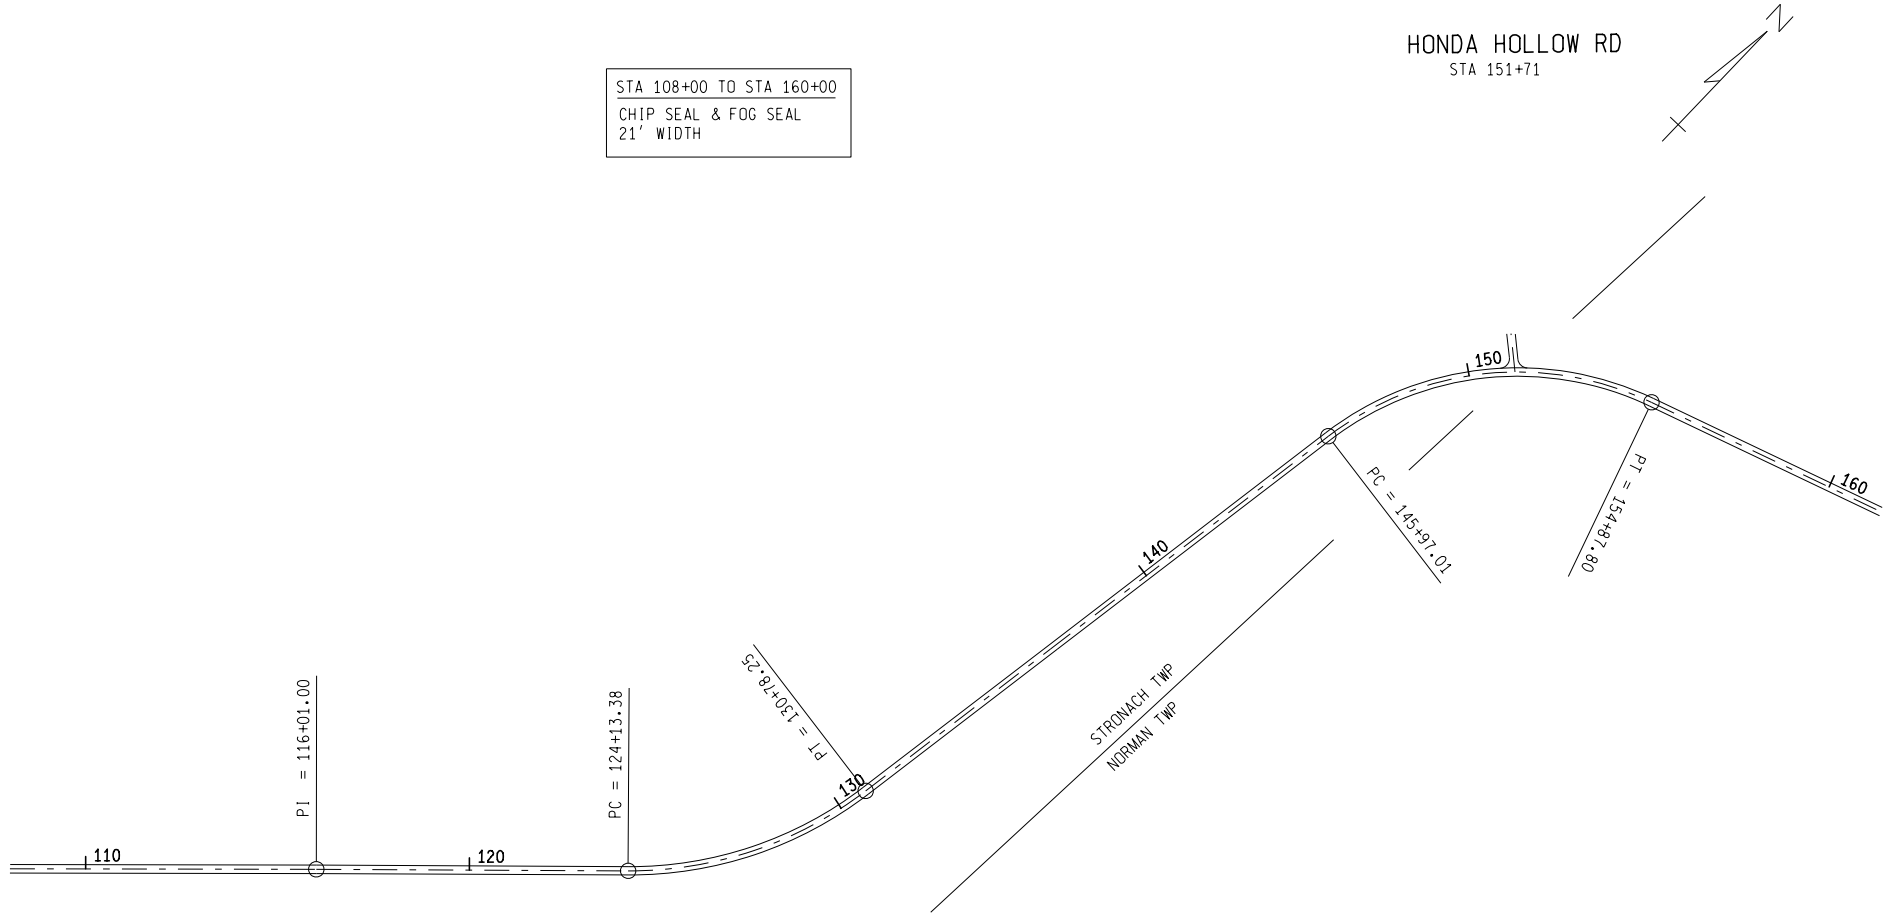 HONDA HOLLOW RD
STA 151+71
N
STA 108+00 TO STA 160+00
CHIP SEAL & FOG SEAL
21' WIDTH
150
160
PC = 145+97.01
PT = 154+87.80
140
STRONACH TWP
NORMAN TWP
PT = 130+78.25
130
PI = 116+01.00
PC = 124+13.38
110
120